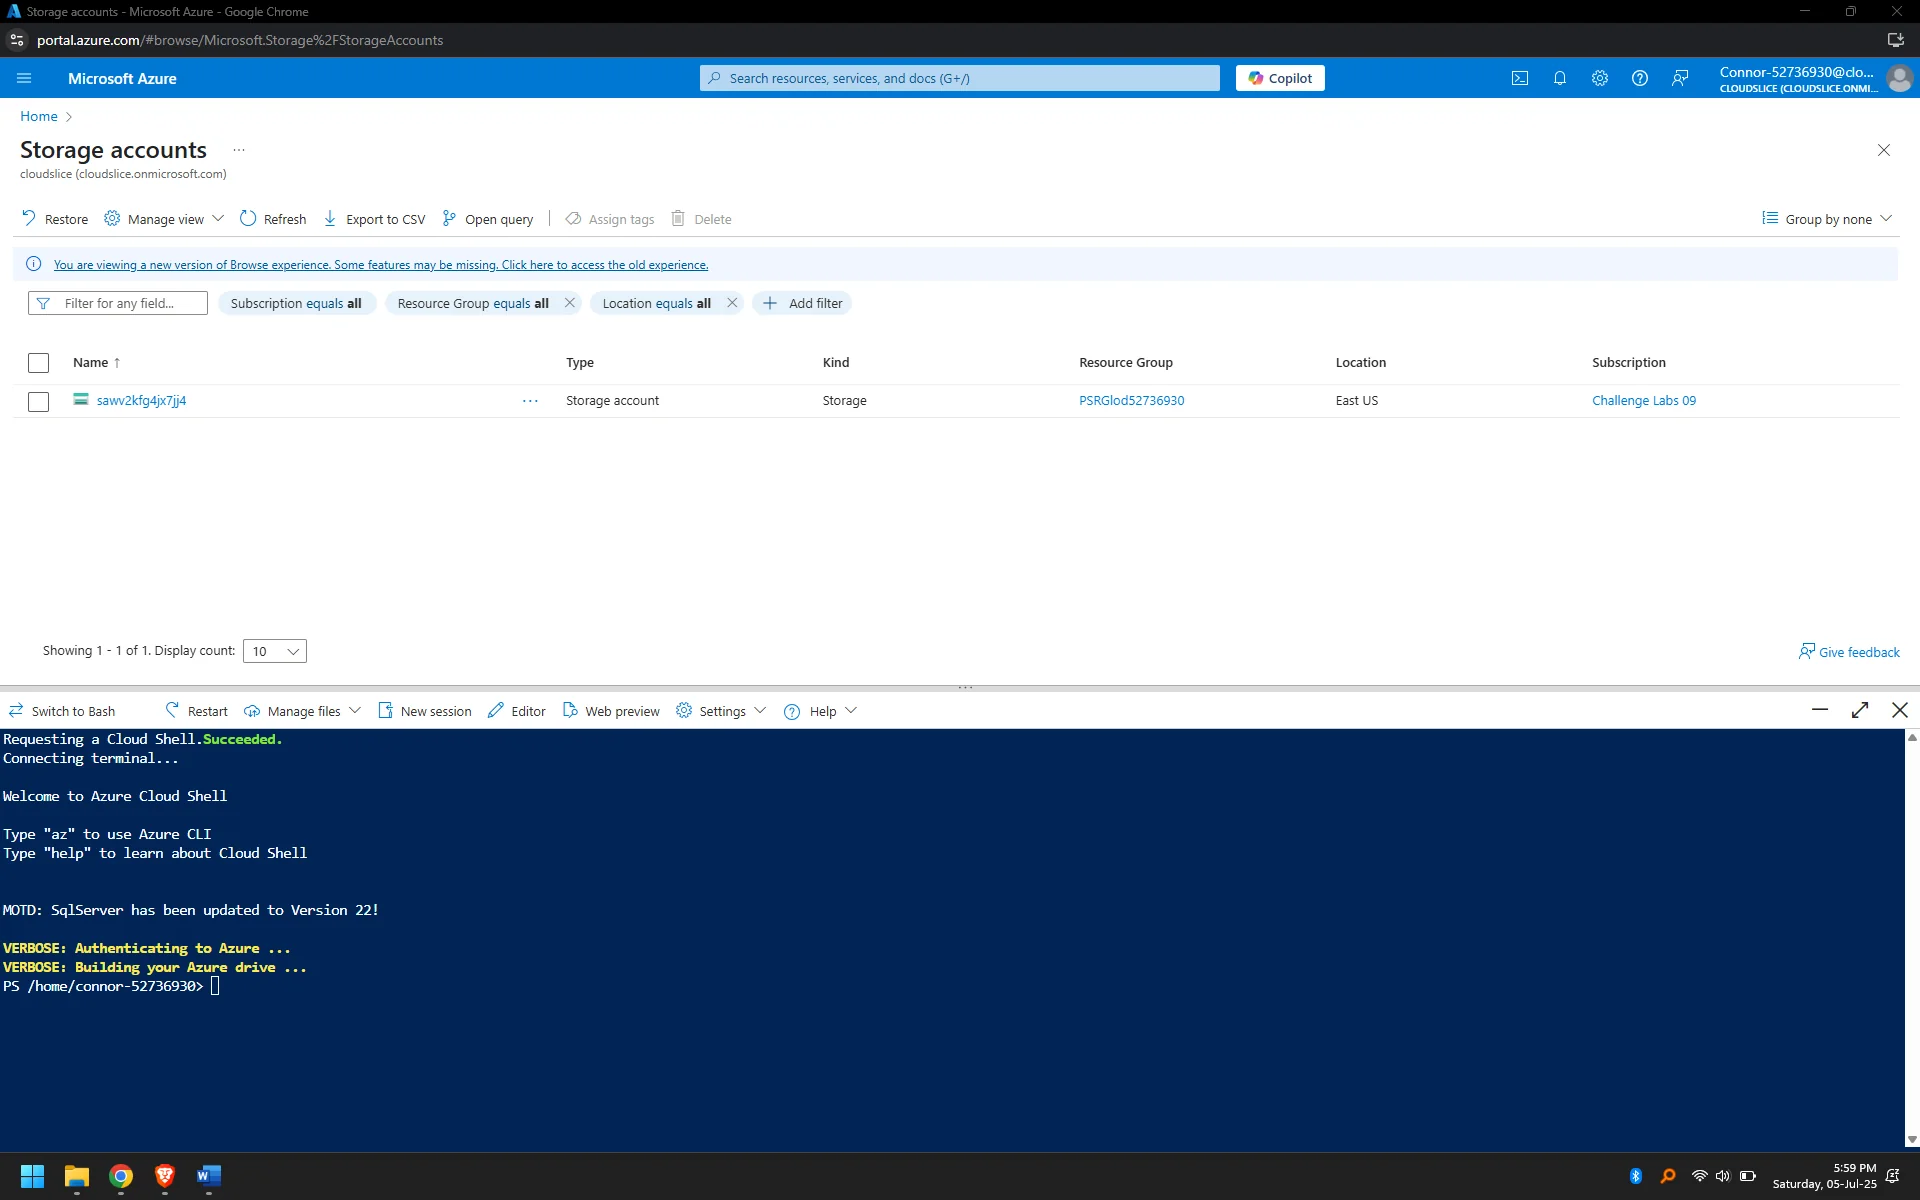 Storage accounts - Microsoft Azure - Google Chrome
portal.azure.com/#browse/Microsoft.Storage%2FStorageAccounts
Microsoft Azure
Search resources, services, and docs (G+/)
Copilot
Connor-52736930@clo...
CLOUDSLICE (CLOUDSLICE.ONMI...
Home
Storage accounts
cloudslice (cloudslice.onmicrosoft.com)
Restore Manage view Refresh Export to CSV Open query Assign tags Delete Group by none
You are viewing a new version of Browse experience. Some features may be missing. Click here to access the old experience.
Filter for any field... Subscription equals all Resource Group equals all Location equals all Add filter
Name ↑ Type Kind Resource Group Location Subscription
sawv2kfg4jx7jj4 ... Storage account Storage PSRGlod52736930 East US Challenge Labs 09
Showing 1 - 1 of 1. Display count: 10 Give feedback
Switch to Bash Restart Manage files New session Editor Web preview Settings Help
Requesting a Cloud Shell.Succeeded.
Connecting terminal...
Welcome to Azure Cloud Shell
Type "az" to use Azure CLI
Type "help" to learn about Cloud Shell
MOTD: SqlServer has been updated to Version 22!
VERBOSE: Authenticating to Azure ...
VERBOSE: Building your Azure drive ...
PS /home/connor-52736930>
5:59 PM
Saturday, 05-Jul-25